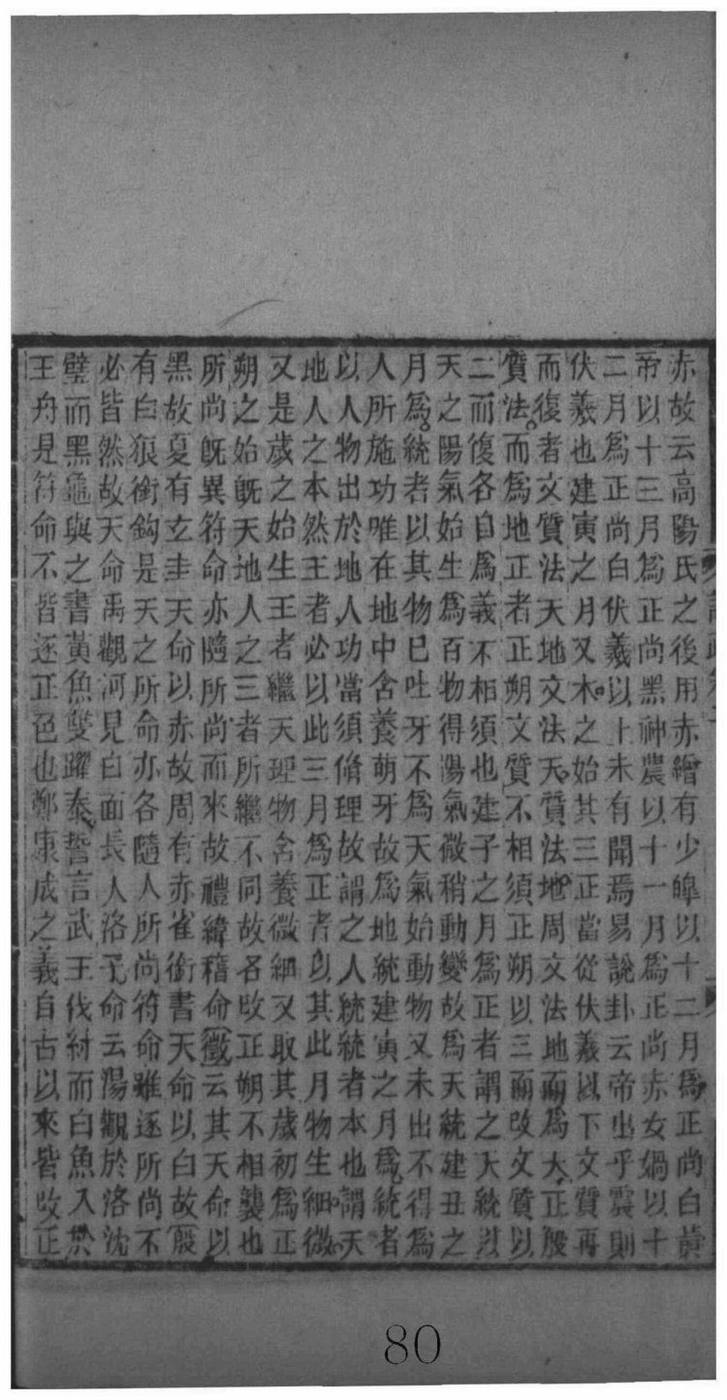 赤故云高陽氏之後用赤繒有少皥以十二月爲正尚白黃
帝以十三月爲正尚黑神農以十一月爲正尚赤女媧以十
二月爲正尚白伏羲以上未有聞焉易說卦云帝出乎震則
伏羲也建寅之月又木之始其三正當從伏羲以下文質再
而復者文質法天地文法天質法地周文法地而爲天正殷
質法而爲地正者正朔文質不相須正朔以三而改文質以
二而復各自爲義不相須也建子之月爲正者謂之天統以
天之陽氣始生爲百物得陽氣微稍動變故爲天統建丑之
月爲統者以其物已吐牙不爲天氣始動物又未出不得爲
人所施功唯在地中含養萌牙故爲地統建寅之月爲統者
以人物出於地人功當須脩理故謂之人統統者本也謂天
地人之本然王者必以此三月爲正者以其此月物生細微
又是歲之始生王者繼天理物含養微細又取其歲初爲正
朔之始旣天地人之三者所繼不同故各改正朔不相襲也
所尚旣異符命亦隨所尚而來故禮緯稽命徵云其天命以
黑故夏有玄圭天命以赤故周有赤雀銜書天命以白故殷
有白狼銜鈎是天之所命亦各隨人所尚符命雖逐所尚不
必皆然故天命禹觀河見白面長人洛予命云湯觀於洛沈
璧而黑龜與之書黃魚雙躍泰誓言武王伐紂而白魚入於
王舟是符命不皆逐正色也鄭康成之義自古以來皆改正
80